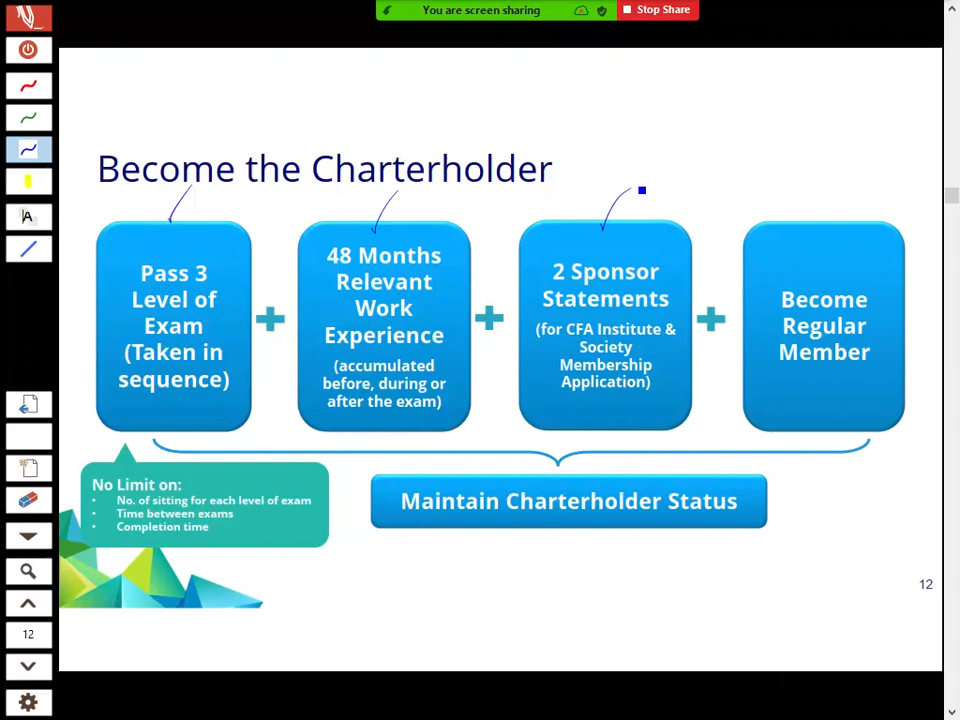 You are screen sharing
Stop Share
A
Become the Charterholder
Pass 3
Level of
Exam
(Taken in
sequence)
48 Months
Relevant
Work
Experience
(accumulated
before, during or
after the exam)
2 Sponsor
Statements
(for CFA Institute &
Society
Membership
Application)
Become
Regular
Member
No Limit on:
• No. of sitting for each level of exam
• Time between exams
• Completion time
Maintain Charterholder Status
12
12